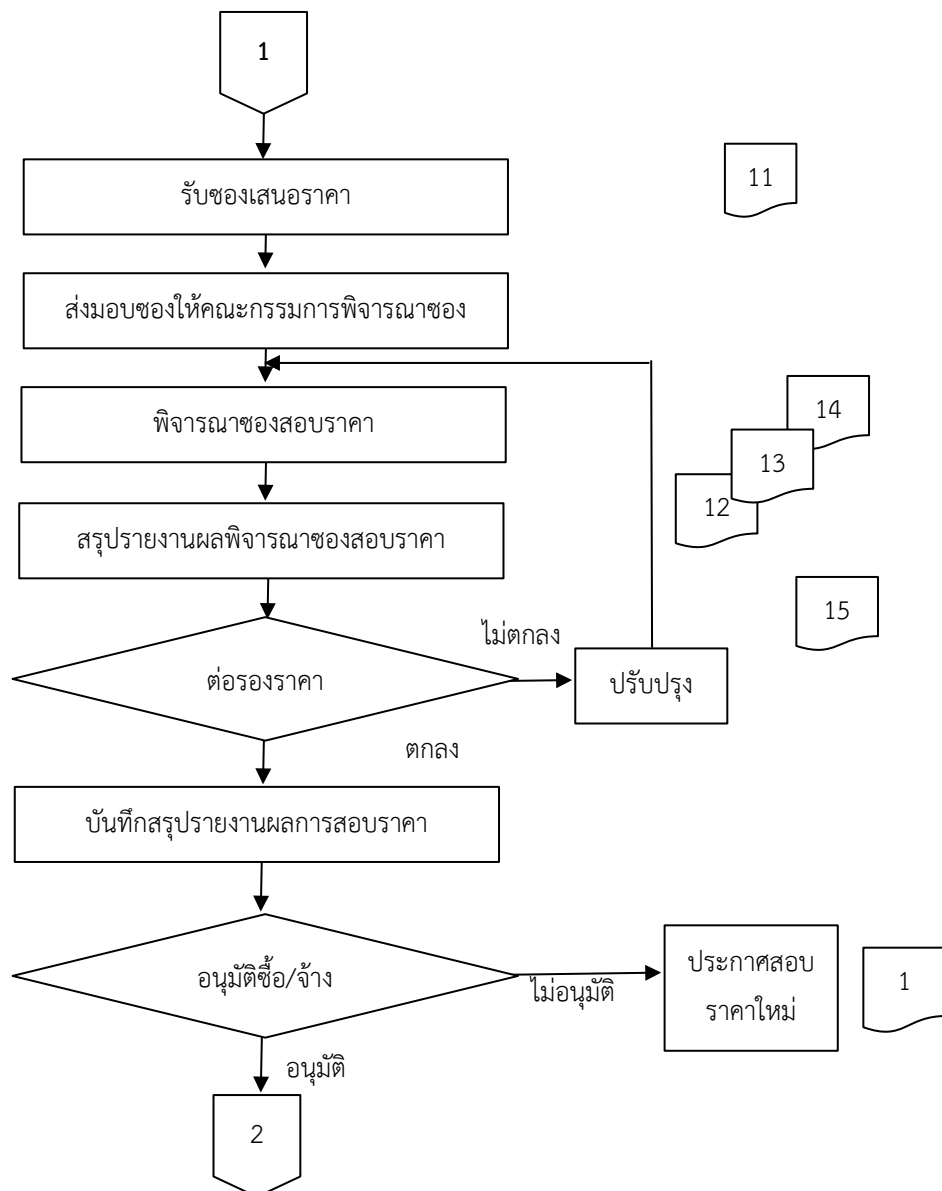 1
รับซองเสนอราคา
11
ส่งมอบซองให้คณะกรรมการพิจารณาซอง
พิจารณาซองสอบราคา
14
13
12
สรุปรายงานผลพิจารณาซองสอบราคา
15
ไม่ตกลง
ต่อรองราคา
ปรับปรุง
ตกลง
บันทึกสรุปรายงานผลการสอบราคา
อนุมัติซื้อ/จ้าง
ไม่อนุมัติ
ประกาศสอบ
ราคาใหม่
1
อนุมัติ
2